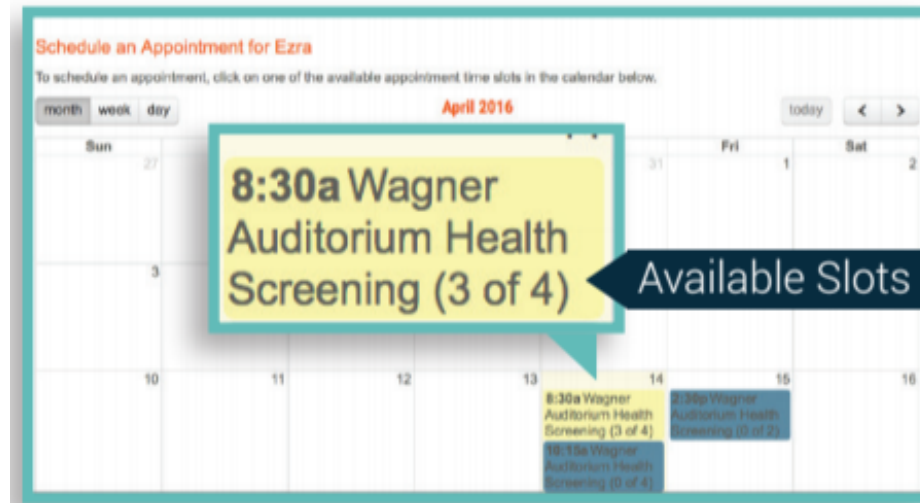 Schedule an Appointment for Ezra
To schedule an appointment, click on one of the available appointment time slots in the calendar below.
month week day
April 2016
today < >
Sun
Fri
Sat
27
31
1
2
8:30a Wagner
Auditorium Health
Screening (3 of 4)
Available Slots
3
10
11
12
13
14
15
16
8:30a Wagner
Auditorium Health
Screening (3 of 4)
2:30p Wagner
Auditorium Health
Screening (0 of 2)
10:15a Wagner
Auditorium Health
Screening (0 of 4)